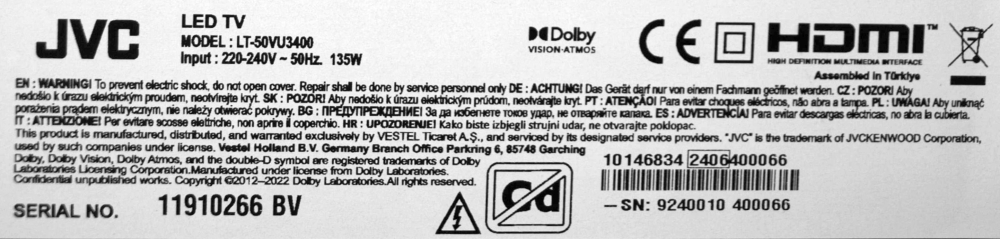 JVC
LED TV
MODEL : LT-50VU3400
Input : 220-240V ~ 50Hz. 135W
Dolby
VISION·ATMOS
CE
HDMI™
HIGH DEFINITION MULTIMEDIA INTERFACE
Assembled in Türkiye
EN : WARNING! To prevent electric shock, do not open cover. Repair shall be done by service personnel only DE : ACHTUNG! Das Gerät darf nur von einem Fachmann geöffnet werden. CZ : POZOR! Aby
nedošlo k úrazu elektrickým proudem, neotvírejte kryt. SK : POZOR! Aby nedošlo k úrazu elektrickým prúdom, neotvárajte kryt. PT : ATENÇÃO! Para evitar choques eléctricos, não abra a tampa. PL : UWAGA! Aby uniknąć
porażenia prądem elektrycznym, nie należy otwierać pokrywy. BG : ПРЕДУПРЕЖДЕНИЕ! За да избегнете токов удар, не отваряйте капака. ES : ADVERTENCIA! Para evitar descargas eléctricas, no abra la cubierta.
IT : ATTENZIONE! Per evitare scosse elettriche, non aprire il coperchio. HR : UPOZORENJE! Kako biste izbjegli strujni udar, ne otvarajte poklopac.
This product is manufactured, distributed, and warranted exclusively by VESTEL Ticaret A.S., and serviced by its designated service providers. "JVC" is the trademark of JVCKENWOOD Corporation,
used by such companies under license. Vestel Holland B.V. Germany Branch Office Parkring 6, 85748 Garching
Dolby, Dolby Vision, Dolby Atmos, and the double-D symbol are registered trademarks of Dolby
Laboratories Licensing Corporation.Manufactured under license from Dolby Laboratories.
Confidential unpublished works. Copyright ©2012–2022 Dolby Laboratories.All rights reserved.
10146834 2406400066
Cd
SERIAL NO. 11910266 BV
–SN: 9240010 400066